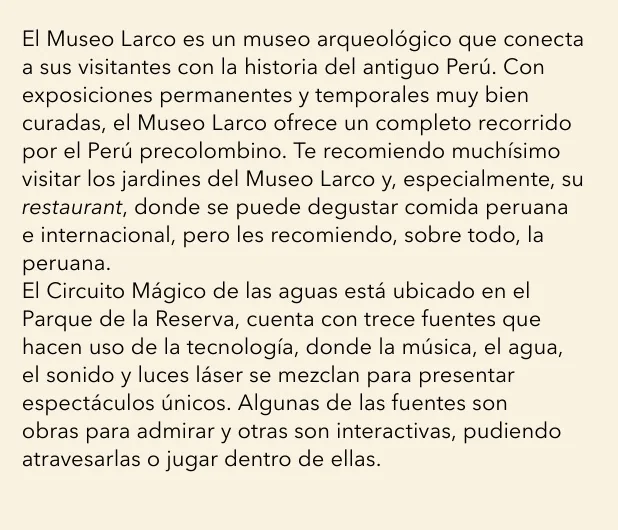 El Museo Larco es un museo arqueológico que conecta
a sus visitantes con la historia del antiguo Perú. Con
exposiciones permanentes y temporales muy bien
curadas, el Museo Larco ofrece un completo recorrido
por el Perú precolombino. Te recomiendo muchísimo
visitar los jardines del Museo Larco y, especialmente, su
restaurant, donde se puede degustar comida peruana
e internacional, pero les recomiendo, sobre todo, la
peruana.
El Circuito Mágico de las aguas está ubicado en el
Parque de la Reserva, cuenta con trece fuentes que
hacen uso de la tecnología, donde la música, el agua,
el sonido y luces láser se mezclan para presentar
espectáculos únicos. Algunas de las fuentes son
obras para admirar y otras son interactivas, pudiendo
atravesarlas o jugar dentro de ellas.